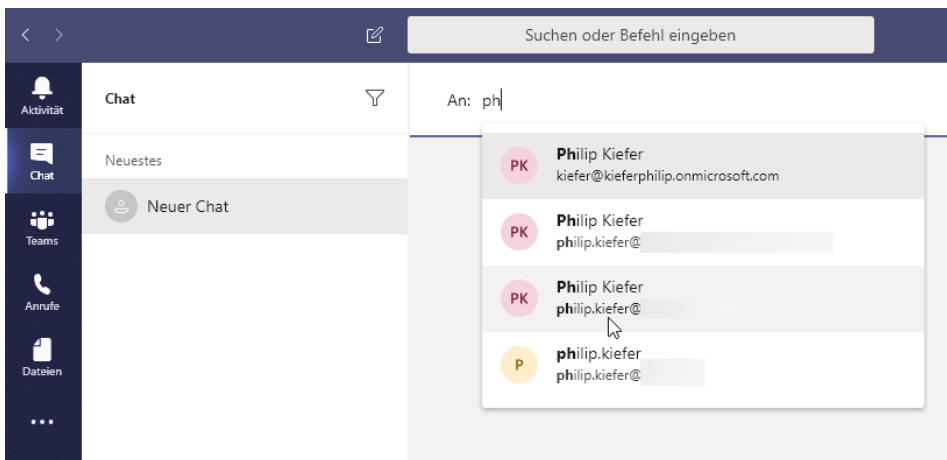 Suchen oder Befehl eingeben
Aktivität
Chat
Teams
Anrufe
Dateien
Chat
Neuestes
Neuer Chat
An: ph
PK
Philip Kiefer
kiefer@kieferphilip.onmicrosoft.com
PK
Philip Kiefer
philip.kiefer@
PK
Philip Kiefer
philip.kiefer@
P
philip.kiefer
philip.kiefer@